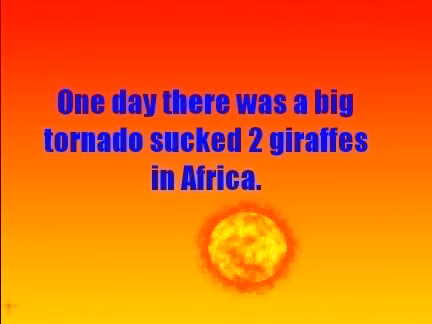 One day there was a big
tornado sucked 2 giraffes
in Africa.